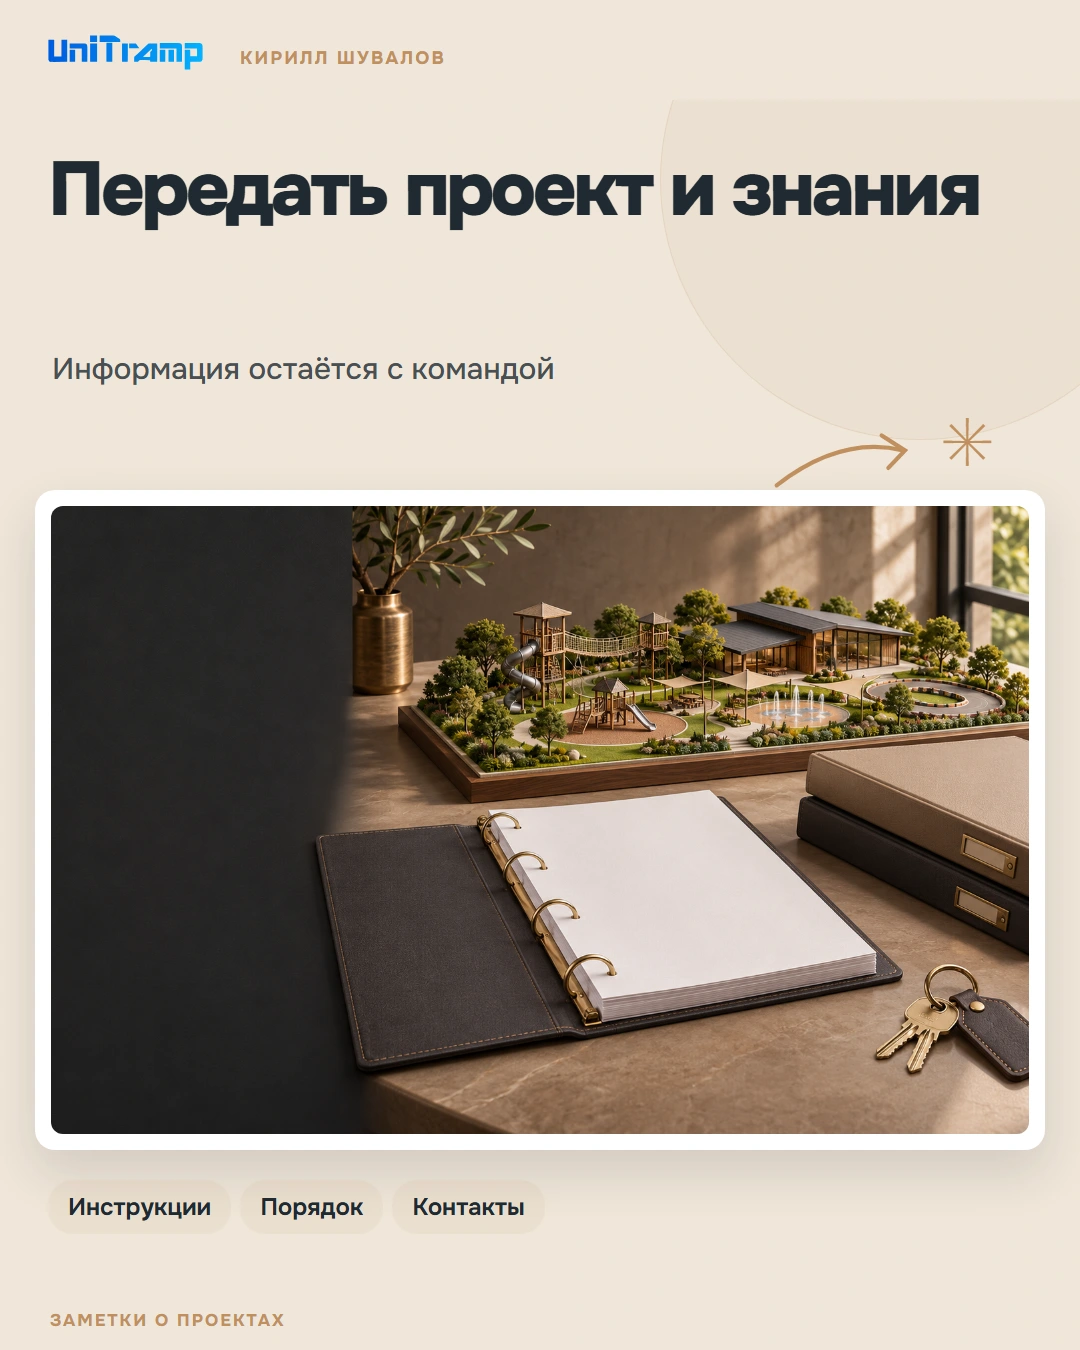 UniTramp
КИРИЛЛ ШУВАЛОВ
Передать проект и знания
Информация остаётся с командой
Инструкции
Порядок
Контакты
ЗАМЕТКИ О ПРОЕКТАХ